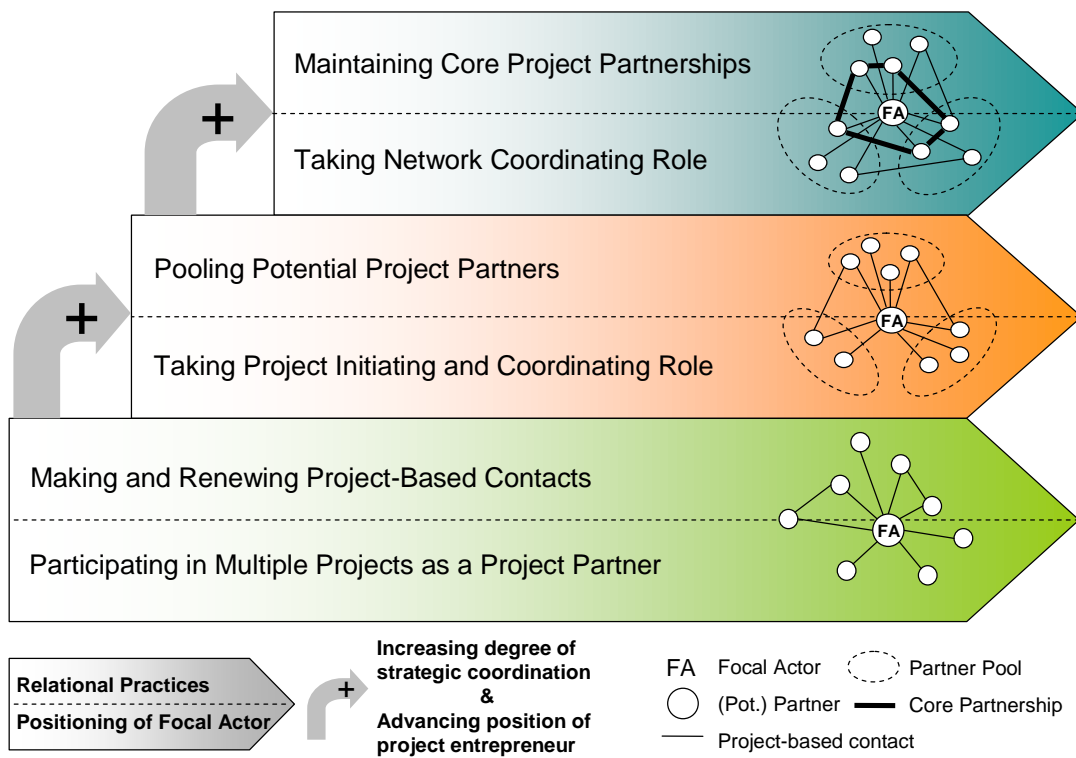 Maintaining Core Project Partnerships
FA
+
Taking Network Coordinating Role
Pooling Potential Project Partners
+
FA
Taking Project Initiating and Coordinating Role
Making and Renewing Project-Based Contacts
FA
Participating in Multiple Projects as a Project Partner
Relational Practices
Positioning of Focal Actor
+
Increasing degree of
strategic coordination
&
Advancing position of
project entrepreneur
FA Focal Actor
Partner Pool
(Pot.) Partner
Core Partnership
Project-based contact